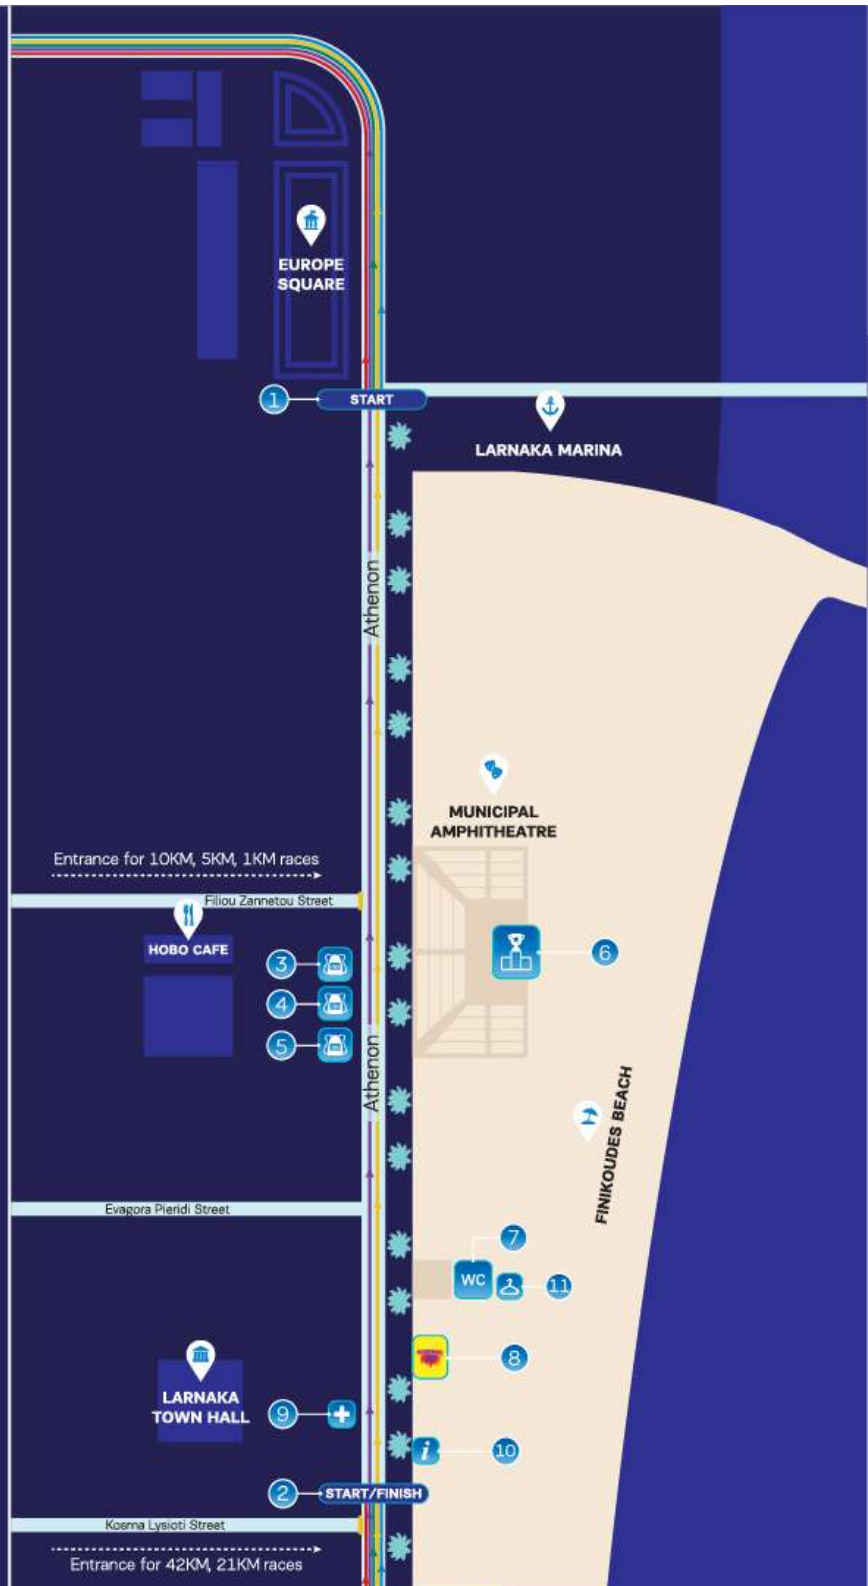 EUROPE
SQUARE
1
START
LARNAKA MARINA
Athenon
MUNICIPAL
AMPHITHEATRE
Entrance for 10KM, 5KM, 1KM races
Filiou Zannetou Street
HOBO CAFE
3
6
4
5
Athenon
FINIKOUDES BEACH
Evagora Pieridi Street
7
WC
11
8
LARNAKA
TOWN HALL
9
i
10
2
START/FINISH
Kosma Lysioti Street
Entrance for 42KM, 21KM races